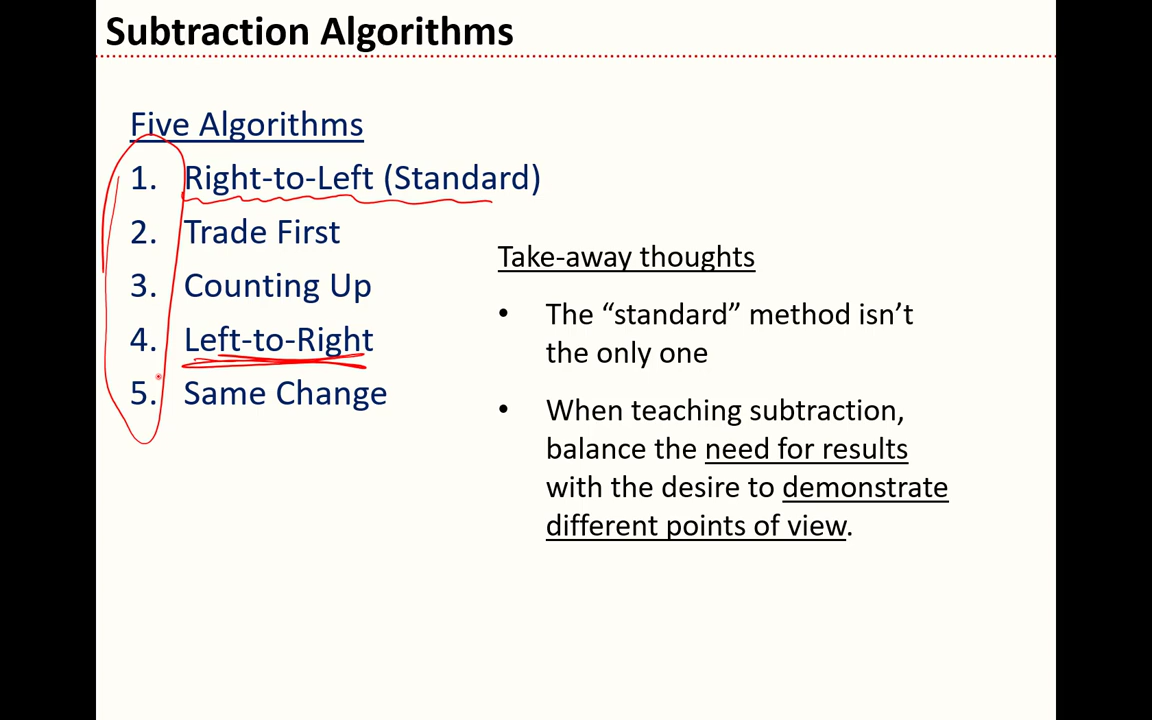 Subtraction Algorithms
Five Algorithms
1. Right-to-Left (Standard)
2. Trade First
3. Counting Up
4. Left-to-Right
5. Same Change
Take-away thoughts
• The “standard” method isn’t
the only one
• When teaching subtraction,
balance the need for results
with the desire to demonstrate
different points of view.